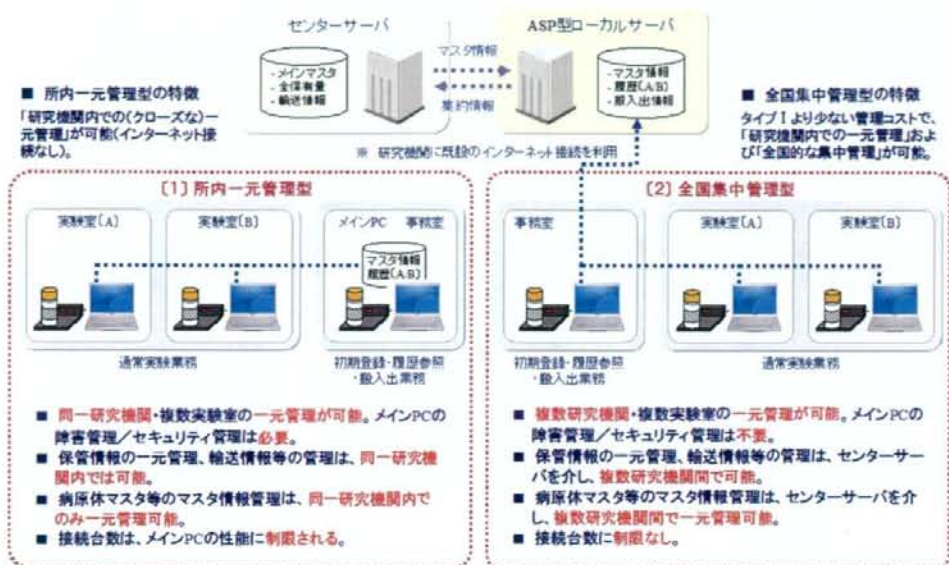 センターサーバ
ASP型ローカルサーバ
・メインマスタ
・全保有量
・輸送情報
マスタ情報
集約情報
・マスタ情報
・履歴(A/B)
・搬入出情報
■ 所内一元管理型の特徴
「研究機関内での(クローズな)一
元管理」が可能(インターネット接
続なし)。
■ 全国集中管理型の特徴
タイプⅠより少ない管理コストで、
「研究機関内での一元管理」およ
び「全国的な集中管理」が可能。
※ 研究機関に既設のインターネット接続を利用
〔1〕所内一元管理型
実験室〔A〕
実験室〔B〕
メインPC 事務室
マスタ情報
履歴(A/B)
通常実験業務
初期登録・履歴参照
・搬入出業務
■ 同一研究機関・複数実験室の一元管理が可能。メインPCの
障害管理/セキュリティ管理は必要。
■ 保管情報の一元管理、輸送情報等の管理は、同一研究機
関内では可能。
■ 病原体マスタ等のマスタ情報管理は、同一研究機関内で
のみ一元管理可能。
■ 接続台数は、メインPCの性能に制限される。
〔2〕全国集中管理型
事務室
実験室〔A〕
実験室〔B〕
初期登録・履歴参照
・搬入出業務
通常実験業務
■ 複数研究機関・複数実験室の一元管理が可能。メインPCの
障害管理/セキュリティ管理は不要。
■ 保管情報の一元管理、輸送情報等の管理は、センターサー
バを介し、複数研究機関間で可能。
■ 病原体マスタ等のマスタ情報管理は、センターサーバを介
し、複数研究機関間で一元管理可能。
■ 接続台数に制限なし。